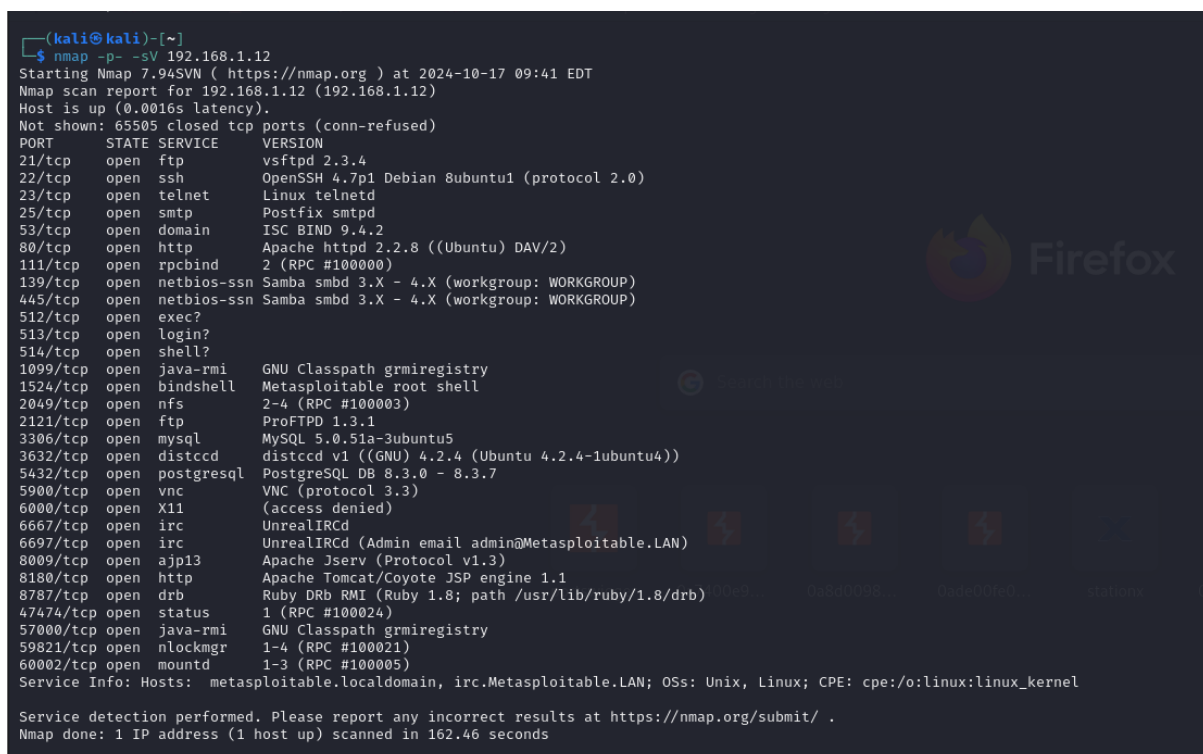 (kali㉿kali)-[~]
$ nmap -p- -sV 192.168.1.12
Starting Nmap 7.94SVN ( https://nmap.org ) at 2024-10-17 09:41 EDT
Nmap scan report for 192.168.1.12 (192.168.1.12)
Host is up (0.0016s latency).
Not shown: 65505 closed tcp ports (conn-refused)
PORT      STATE SERVICE     VERSION
21/tcp    open  ftp         vsftpd 2.3.4
22/tcp    open  ssh         OpenSSH 4.7p1 Debian 8ubuntu1 (protocol 2.0)
23/tcp    open  telnet      Linux telnetd
25/tcp    open  smtp        Postfix smtpd
53/tcp    open  domain      ISC BIND 9.4.2
80/tcp    open  http        Apache httpd 2.2.8 ((Ubuntu) DAV/2)
111/tcp   open  rpcbind     2 (RPC #100000)
139/tcp   open  netbios-ssn Samba smbd 3.X - 4.X (workgroup: WORKGROUP)
445/tcp   open  netbios-ssn Samba smbd 3.X - 4.X (workgroup: WORKGROUP)
512/tcp   open  exec?
513/tcp   open  login?
514/tcp   open  shell?
1099/tcp  open  java-rmi    GNU Classpath grmiregistry
1524/tcp  open  bindshell   Metasploitable root shell
2049/tcp  open  nfs         2-4 (RPC #100003)
2121/tcp  open  ftp         ProFTPD 1.3.1
3306/tcp  open  mysql       MySQL 5.0.51a-3ubuntu5
3632/tcp  open  distccd     distccd v1 ((GNU) 4.2.4 (Ubuntu 4.2.4-1ubuntu4))
5432/tcp  open  postgresql  PostgreSQL DB 8.3.0 - 8.3.7
5900/tcp  open  vnc         VNC (protocol 3.3)
6000/tcp  open  X11         (access denied)
6667/tcp  open  irc         UnrealIRCd
6697/tcp  open  irc         UnrealIRCd (Admin email admin@Metasploitable.LAN)
8009/tcp  open  ajp13       Apache Jserv (Protocol v1.3)
8180/tcp  open  http        Apache Tomcat/Coyote JSP engine 1.1
8787/tcp  open  drb         Ruby DRb RMI (Ruby 1.8; path /usr/lib/ruby/1.8/drb)
47474/tcp open  status      1 (RPC #100024)
57000/tcp open  java-rmi    GNU Classpath grmiregistry
59821/tcp open  nlockmgr    1-4 (RPC #100021)
60002/tcp open  mountd      1-3 (RPC #100005)
Service Info: Hosts:  metasploitable.localdomain, irc.Metasploitable.LAN; OSs: Unix, Linux; CPE: cpe:/o:linux:linux_kernel
Service detection performed. Please report any incorrect results at https://nmap.org/submit/ .
Nmap done: 1 IP address (1 host up) scanned in 162.46 seconds
Firefox